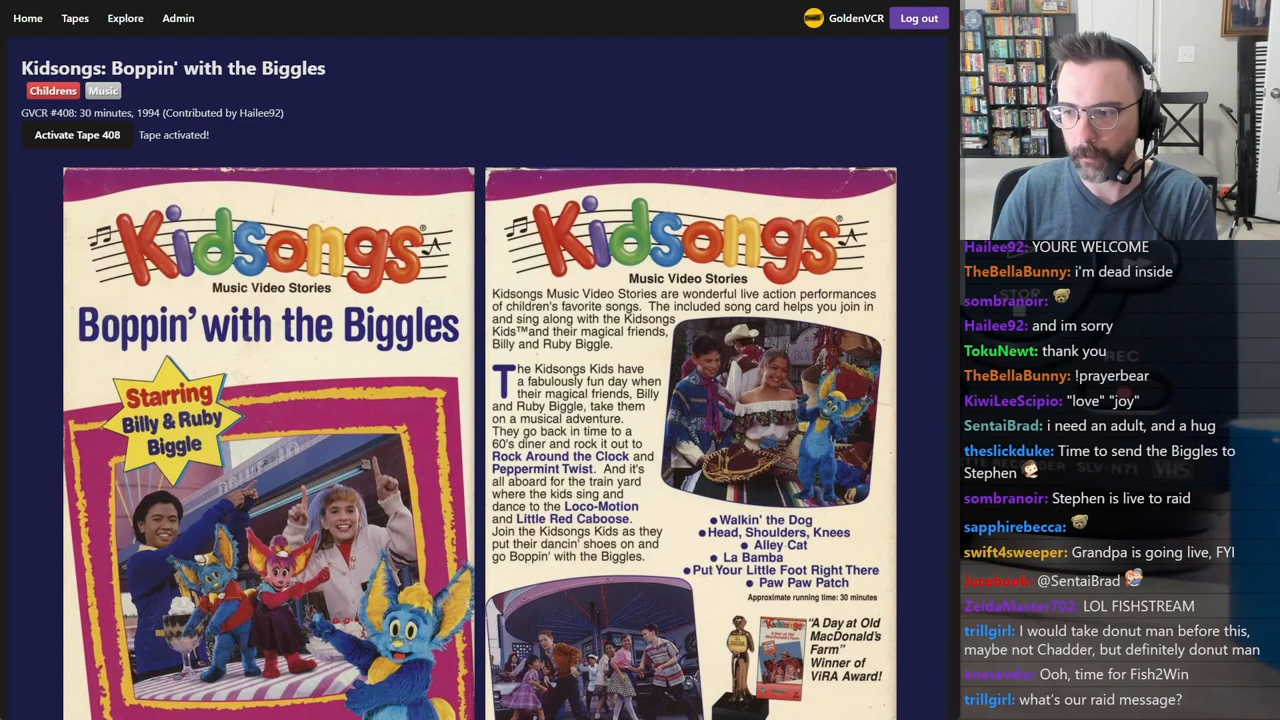 Home
Tapes
Explore
Admin
GoldenVCR
Log out
Kidsongs: Boppin' with the Biggles
Childrens
Music
GVCR #408: 30 minutes, 1994 (Contributed by Hailee92)
Activate Tape 408
Tape activated!
Kidsongs®
Music Video Stories
Boppin' with the Biggles
Starring
Billy & Ruby
Biggle
Kidsongs®
Music Video Stories
Kidsongs Music Video Stories are wonderful live action performances
of children's favorite songs. The included song card helps you join in
and sing along with the Kidsongs
Kids™and their magical friends,
Billy and Ruby Biggle.
The Kidsongs Kids have
a fabulously fun day when
their magical friends, Billy
and Ruby Biggle, take them
on a musical adventure.
They go back in time to a
60's diner and rock it out to
Rock Around the Clock and
Peppermint Twist. And it's
all aboard for the train yard
where the kids sing and
dance to the Loco-Motion
and Little Red Caboose.
Join the Kidsongs Kids as they
put their dancin' shoes on and
go Boppin' with the Biggles.
● Walkin' the Dog
● Head, Shoulders, Knees
● Alley Cat
● La Bamba
● Put Your Little Foot Right There
● Paw Paw Patch
Approximate running time: 30 minutes
"A Day at Old
MacDonald's
Farm"
Winner of
ViRA Award!
Kidsongs
Hailee92: YOURE WELCOME
TheBellaBunny: i'm dead inside
sombranoir:
Hailee92: and im sorry
TokuNewt: thank you
TheBellaBunny: !prayerbear
KiwiLeeScipio: "love" "joy"
SentaiBrad: i need an adult, and a hug
theslickduke: Time to send the Biggles to
Stephen
sombranoir: Stephen is live to raid
sapphirebecca:
swift4sweeper: Grandpa is going live, FYI
Jacebook: @SentaiBrad
ZeldaMaster702: LOL FISHSTREAM
trillgirl: I would take donut man before this,
maybe not Chadder, but definitely donut man
Ooh, time for Fish2Win
trillgirl: what's our raid message?
STOP
REC
SLV-N71
VHS